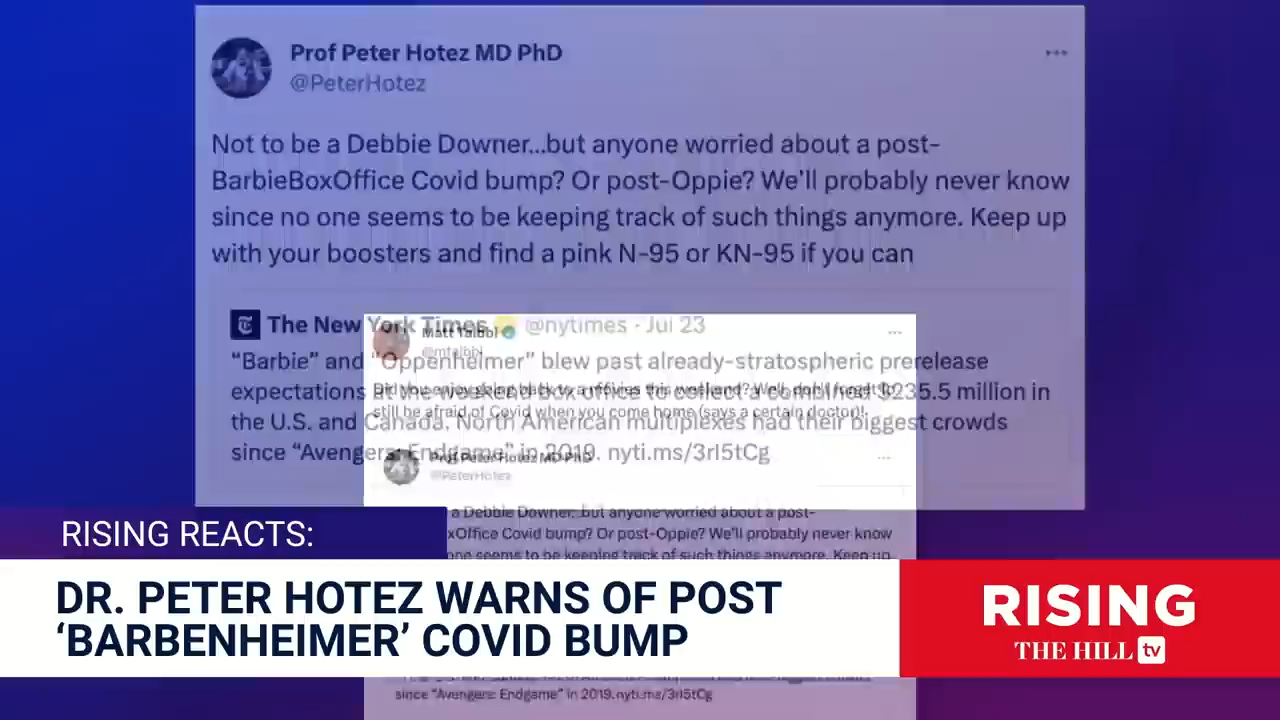 Prof Peter Hotez MD PhD
@PeterHotez
Not to be a Debbie Downer...but anyone worried about a post-
BarbieBoxOffice Covid bump? Or post-Oppie? We'll probably never know
since no one seems to be keeping track of such things anymore. Keep up
with your boosters and find a pink N-95 or KN-95 if you can
The New York Times @nytimes · Jul 23
"Barbie" and "Oppenheimer" blew past already-stratospheric prerelease
expectations at the weekend box office to collect a combined $235.5 million in
the U.S. and Canada. North American multiplexes had their biggest crowds
since "Avengers: Endgame" in 2019. nyti.ms/3rI5tCg
Matt Taibbi
@mtaibbi
Did you enjoy going back to a movies this weekend? Well, don't forget to
still be afraid of Covid when you come home (says a certain doctor)!
Prof Peter Hotez MD PhD
@PeterHotez
a Debbie Downer...but anyone worried about a post-
xOffice Covid bump? Or post-Oppie? We'll probably never know
one seems to be keeping track of such things anymore. Keep up
since "Avengers: Endgame" in 2019. nyti.ms/3rI5tCg
RISING REACTS:
DR. PETER HOTEZ WARNS OF POST
'BARBENHEIMER' COVID BUMP
RISING
THE HILL tv